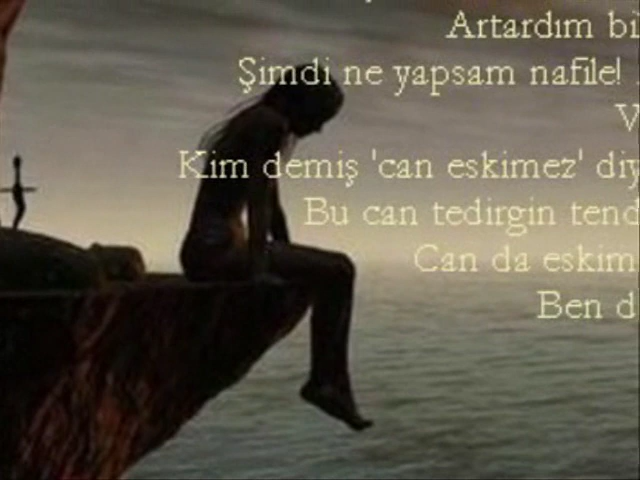 Artardım bi
Şimdi ne yapsam nafile!
V
Kim demiş 'can eskimez' diy
Bu can tedirgin tend
Can da eskim
Ben d